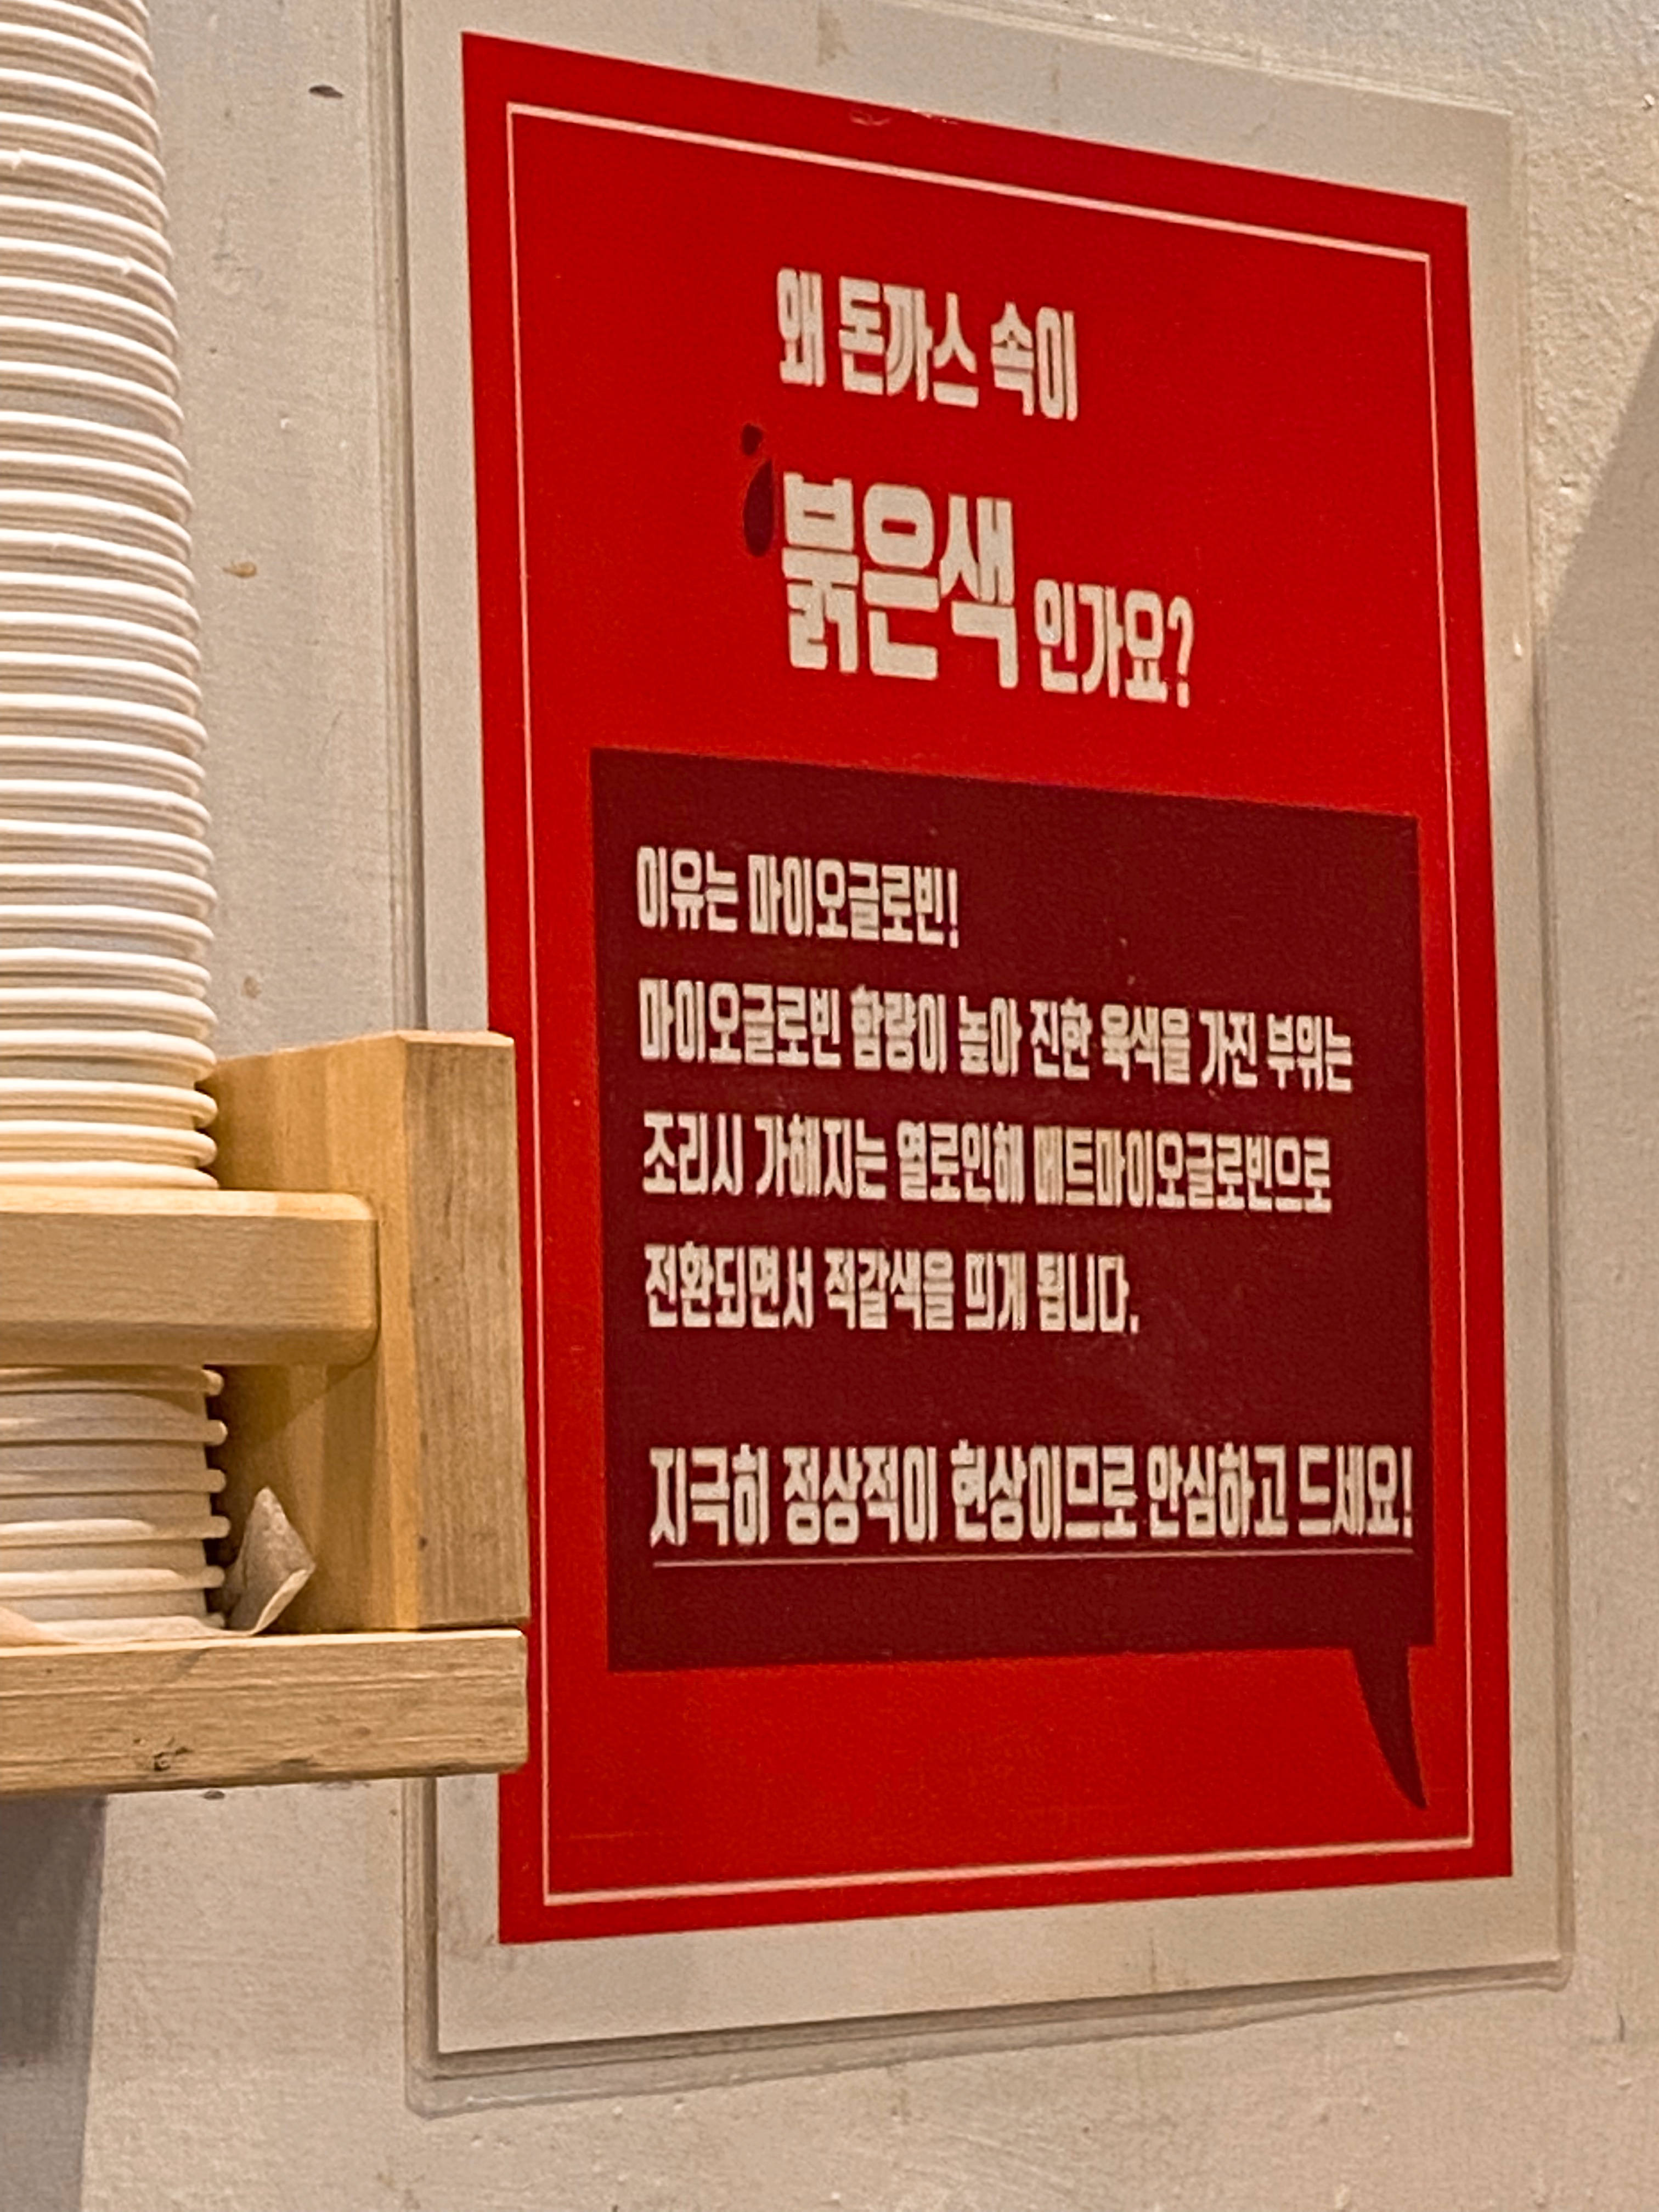 왜 돈까스 속이
붉은색 인가요?
이유는 마이오글로빈!
마이오글로빈 함량이 높아 진한 육색을 가진 부위는
조리시 가해지는 열로인해 메트마이오글로빈으로
전환되면서 적갈색을 띄게 됩니다.
지극히 정상적이 현상이므로 안심하고 드세요!